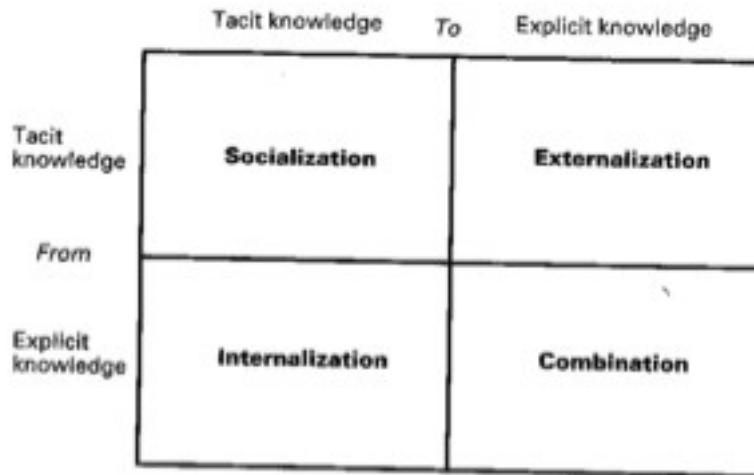 Tacit knowledge To Explicit knowledge
Tacit
knowledge
Socialization Externalization
From
Explicit
knowledge
Internalization Combination